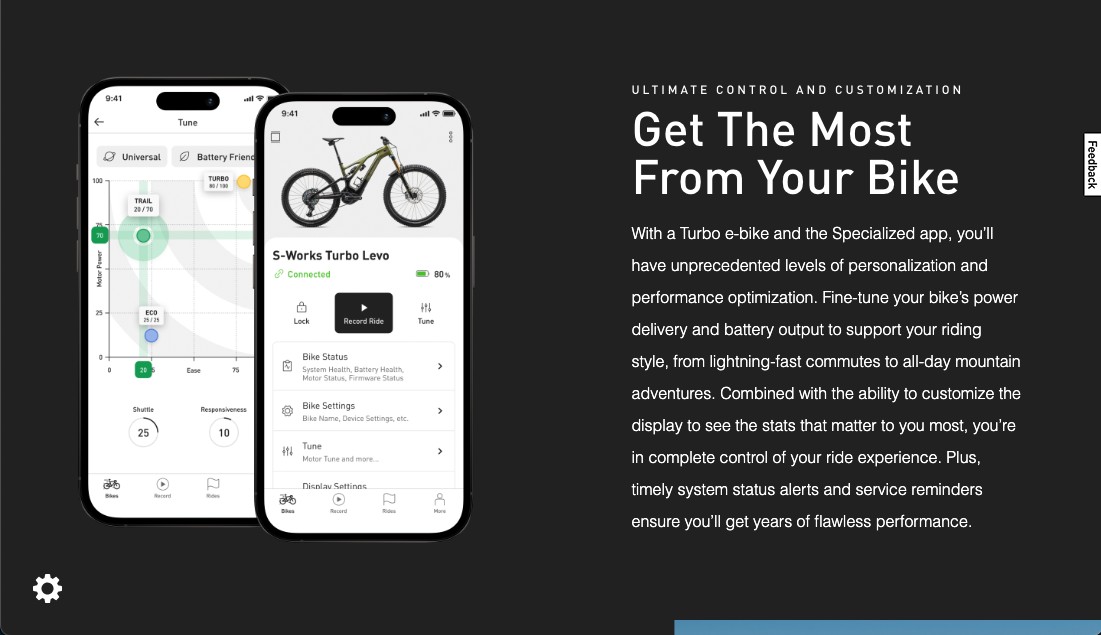 9:41
Tune
Universal
Battery Friend
100
75
70
25
0
Motor Power
TURBO
80 / 100
TRAIL
20 / 70
ECO
25 / 25
0
20
Ease
75
Shuttle
25
Responsiveness
10
Bikes
Record
Rides
9:41
S-Works Turbo Levo
Connected
80 %
Lock
Record Ride
Tune
Bike Status
System Health, Battery Health,
Motor Status, Firmware Status
Bike Settings
Bike Name, Device Settings, etc.
Tune
Motor Tune and more...
Display Settings
Bikes
Record
Rides
More
ULTIMATE CONTROL AND CUSTOMIZATION
Get The Most
From Your Bike
With a Turbo e-bike and the Specialized app, you’ll
have unprecedented levels of personalization and
performance optimization. Fine-tune your bike’s power
delivery and battery output to support your riding
style, from lightning-fast commutes to all-day mountain
adventures. Combined with the ability to customize the
display to see the stats that matter to you most, you’re
in complete control of your ride experience. Plus,
timely system status alerts and service reminders
ensure you’ll get years of flawless performance.
Feedback